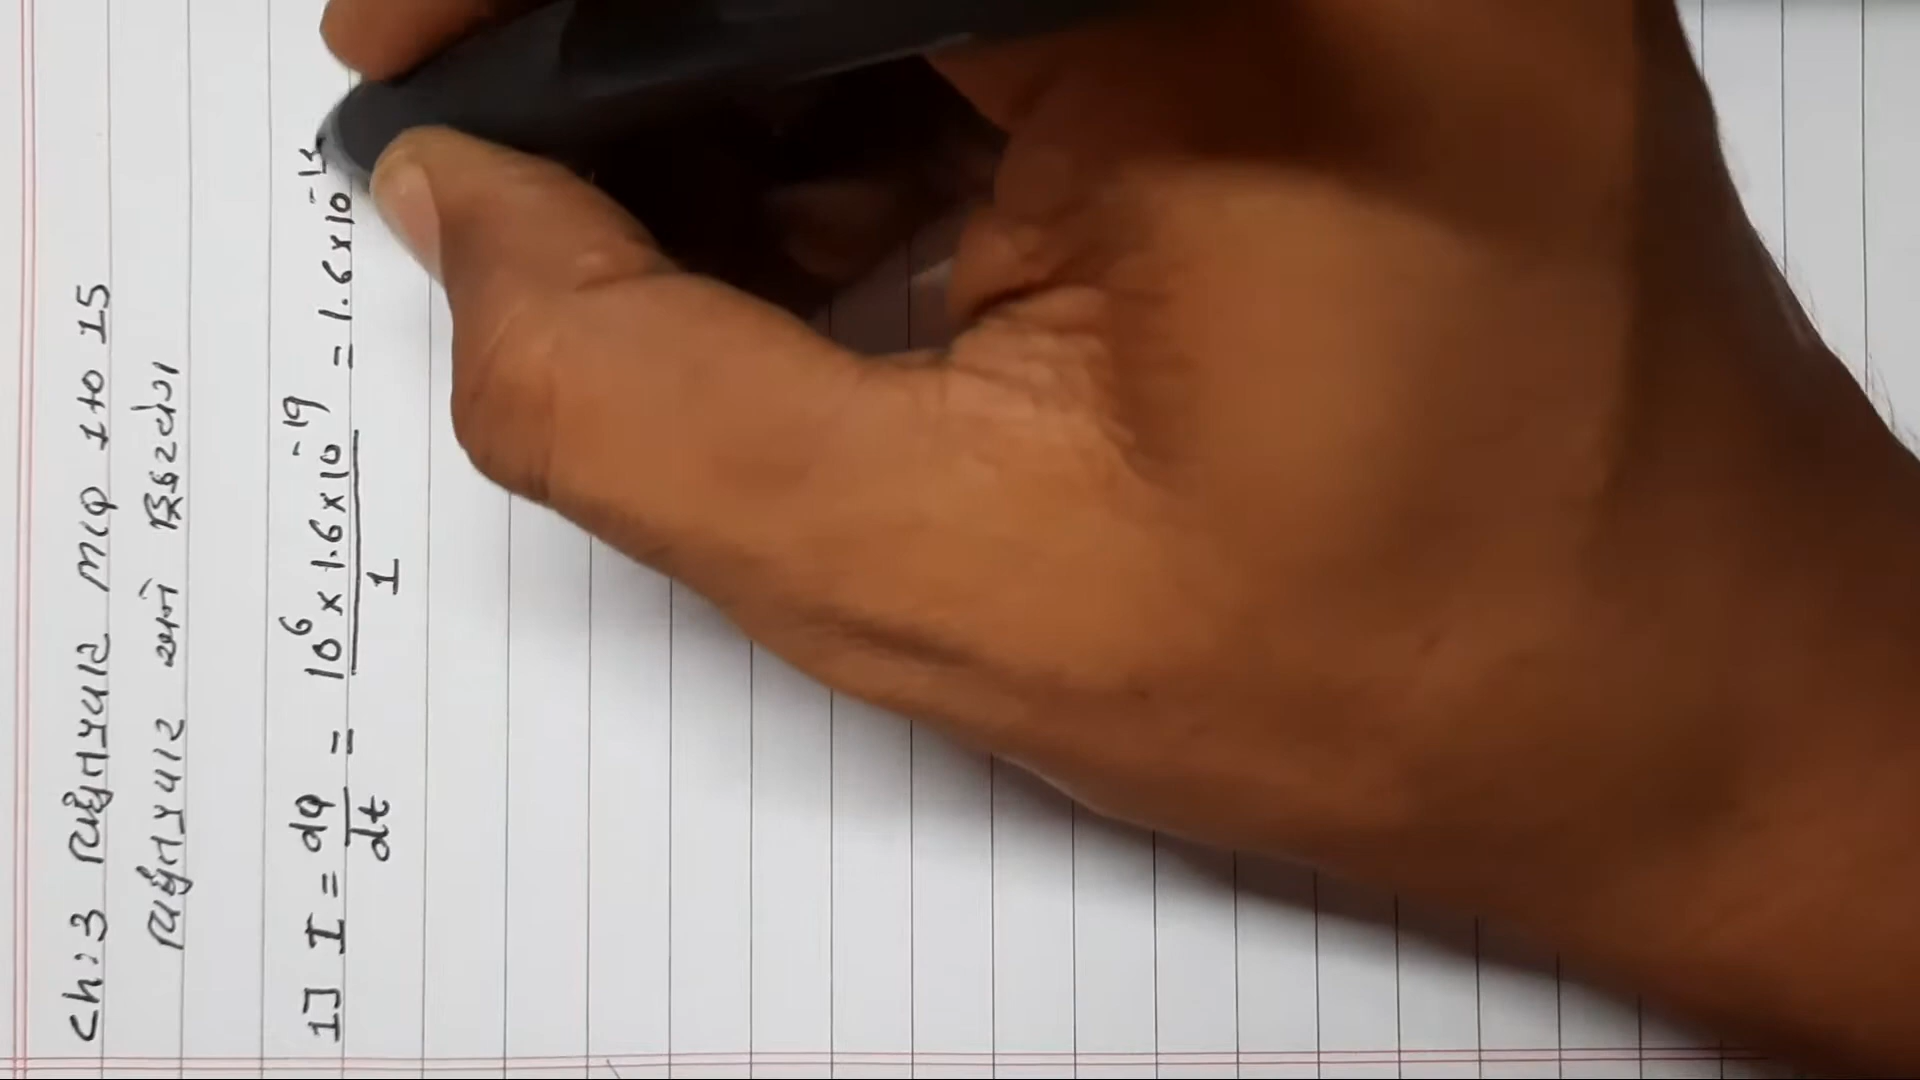 Ch:3 વિદ્યુતપ્રવાહ MCQ 1 to 15
વિદ્યુતપ્રવાહ અને ડ્રિફ્ટવેગ
1] I = dQ/dt = 10⁶ × 1.6 × 10⁻¹⁹/1 = 1.6 × 10⁻¹³